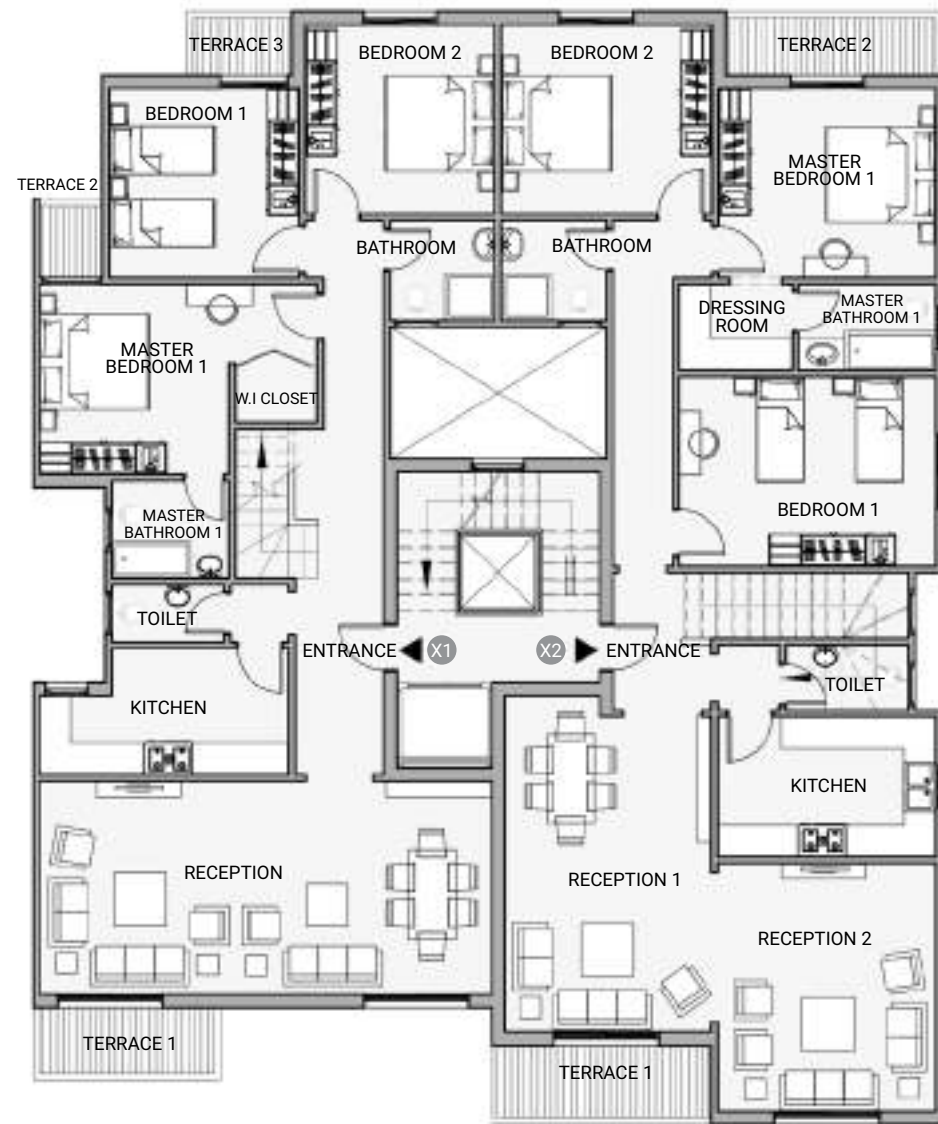 TERRACE 3
BEDROOM 2
BEDROOM 2
TERRACE 2
BEDROOM 1
MASTER
BEDROOM 1
TERRACE 2
BATHROOM
BATHROOM
DRESSING
ROOM
MASTER
BATHROOM 1
MASTER
BEDROOM 1
W.I CLOSET
MASTER
BATHROOM 1
BEDROOM 1
TOILET
ENTRANCE
X1
X2
ENTRANCE
TOILET
KITCHEN
KITCHEN
RECEPTION
RECEPTION 1
RECEPTION 2
TERRACE 1
TERRACE 1